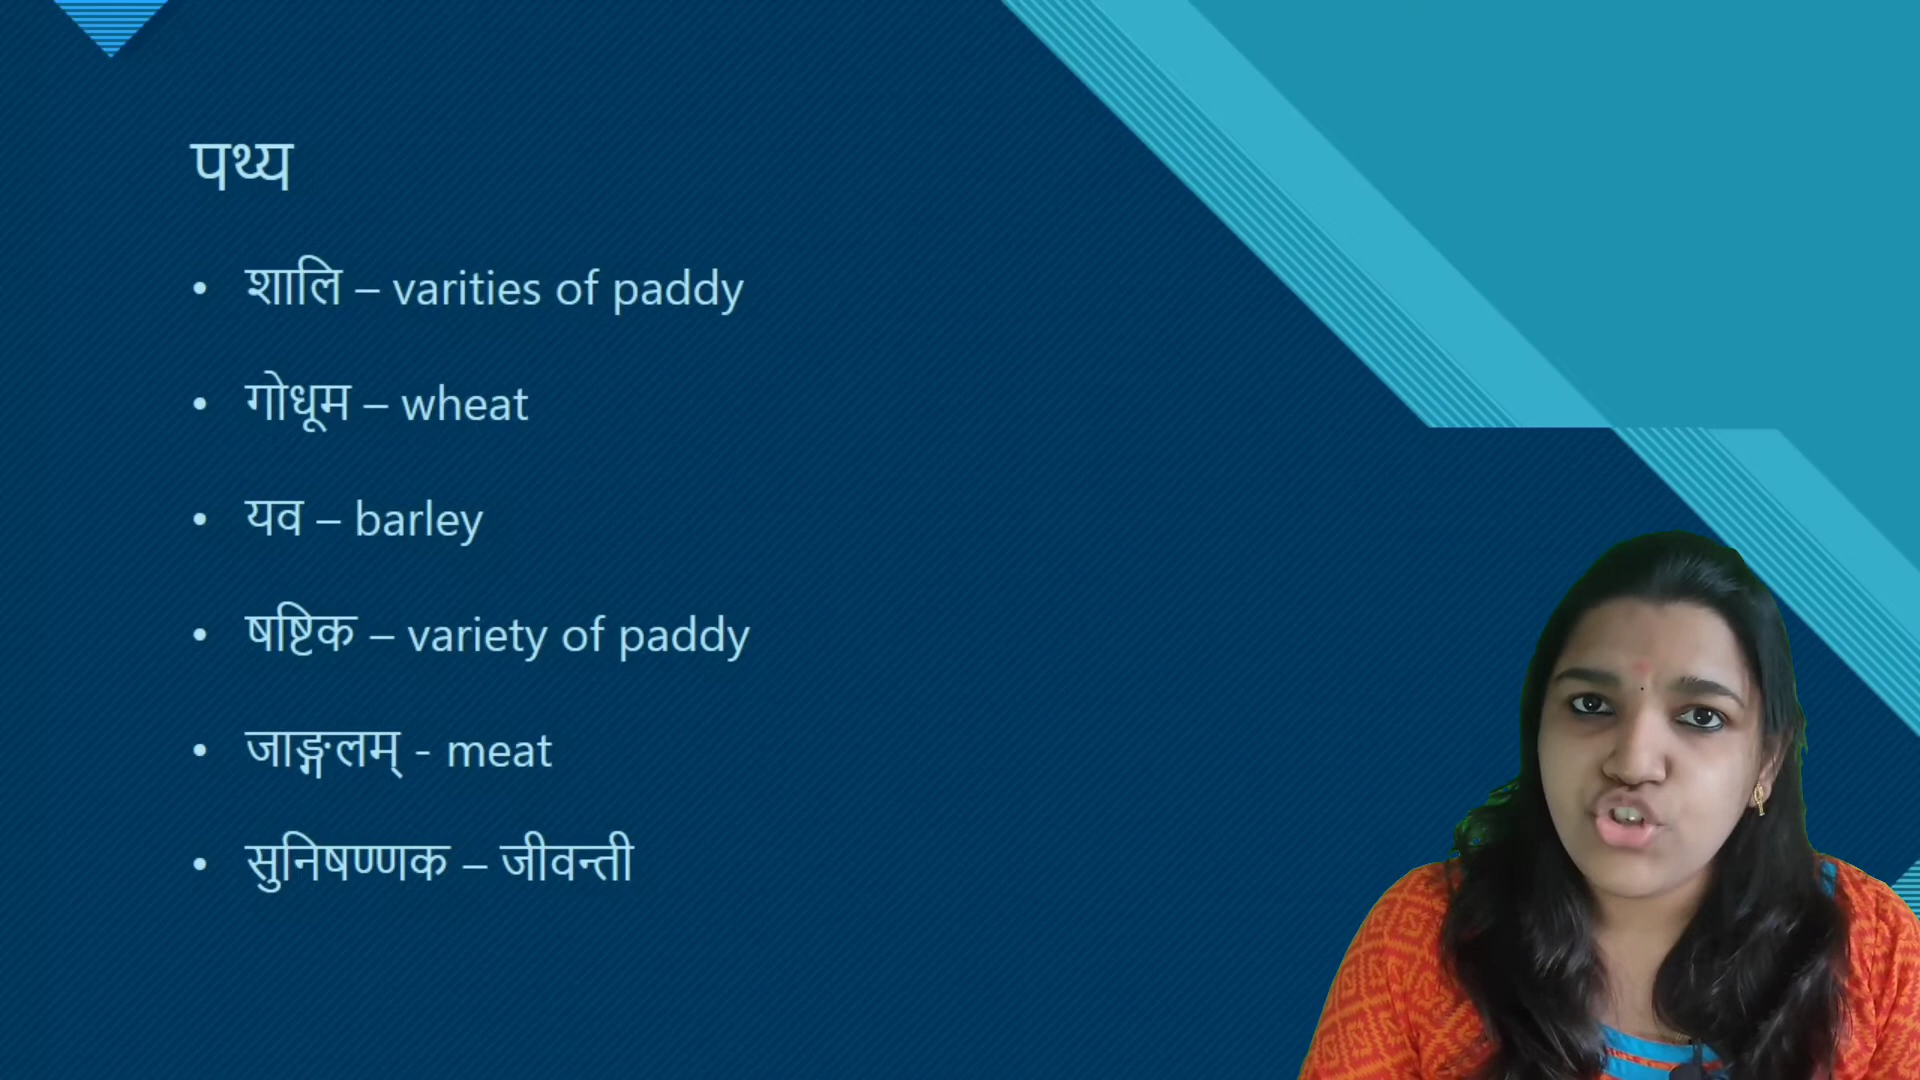 पथ्य
• शालि – varities of paddy
• गोधूम – wheat
• यव – barley
• षष्टिक – variety of paddy
• जाङ्गलम् - meat
• सुनिषण्णक – जीवन्ती